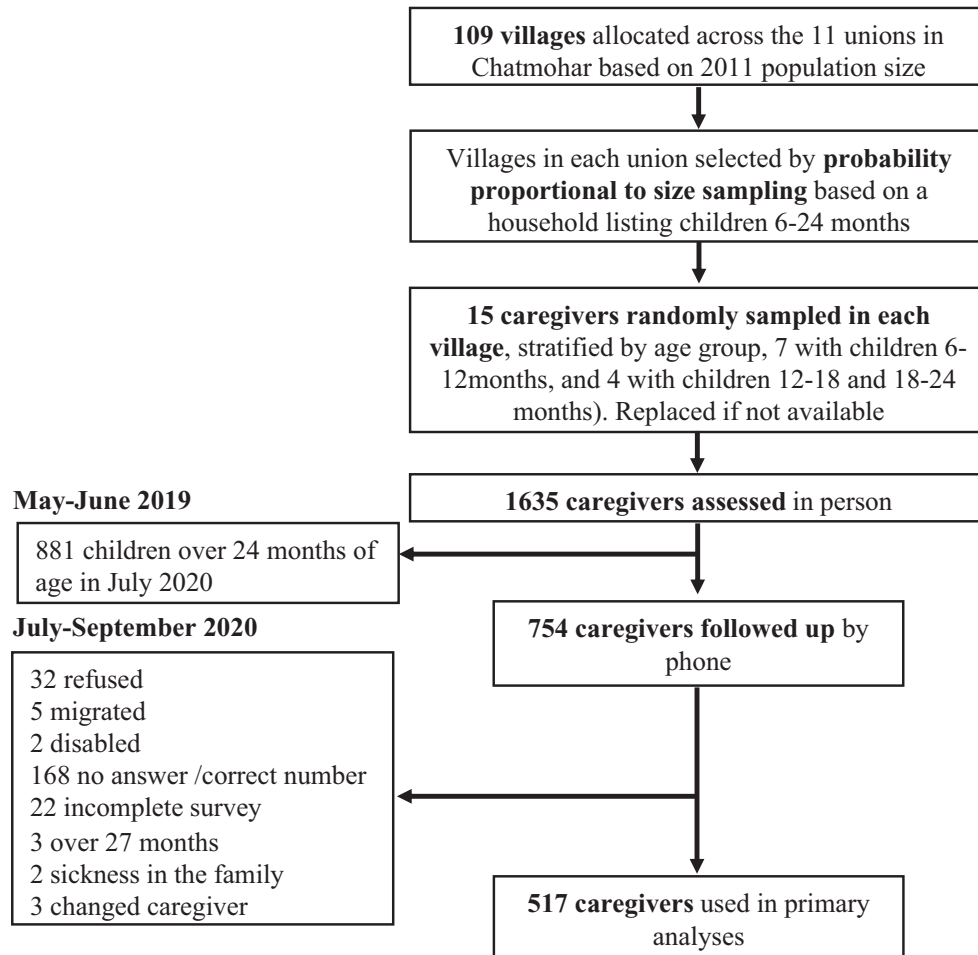 109 villages allocated across the 11 unions in
Chatmohar based on 2011 population size
Villages in each union selected by probability
proportional to size sampling based on a
household listing children 6-24 months
15 caregivers randomly sampled in each
village, stratified by age group, 7 with children 6-
12months, and 4 with children 12-18 and 18-24
months). Replaced if not available
1635 caregivers assessed in person
May-June 2019
881 children over 24 months of
age in July 2020
754 caregivers followed up by
phone
July-September 2020
32 refused
5 migrated
2 disabled
168 no answer /correct number
22 incomplete survey
3 over 27 months
2 sickness in the family
3 changed caregiver
517 caregivers used in primary
analyses